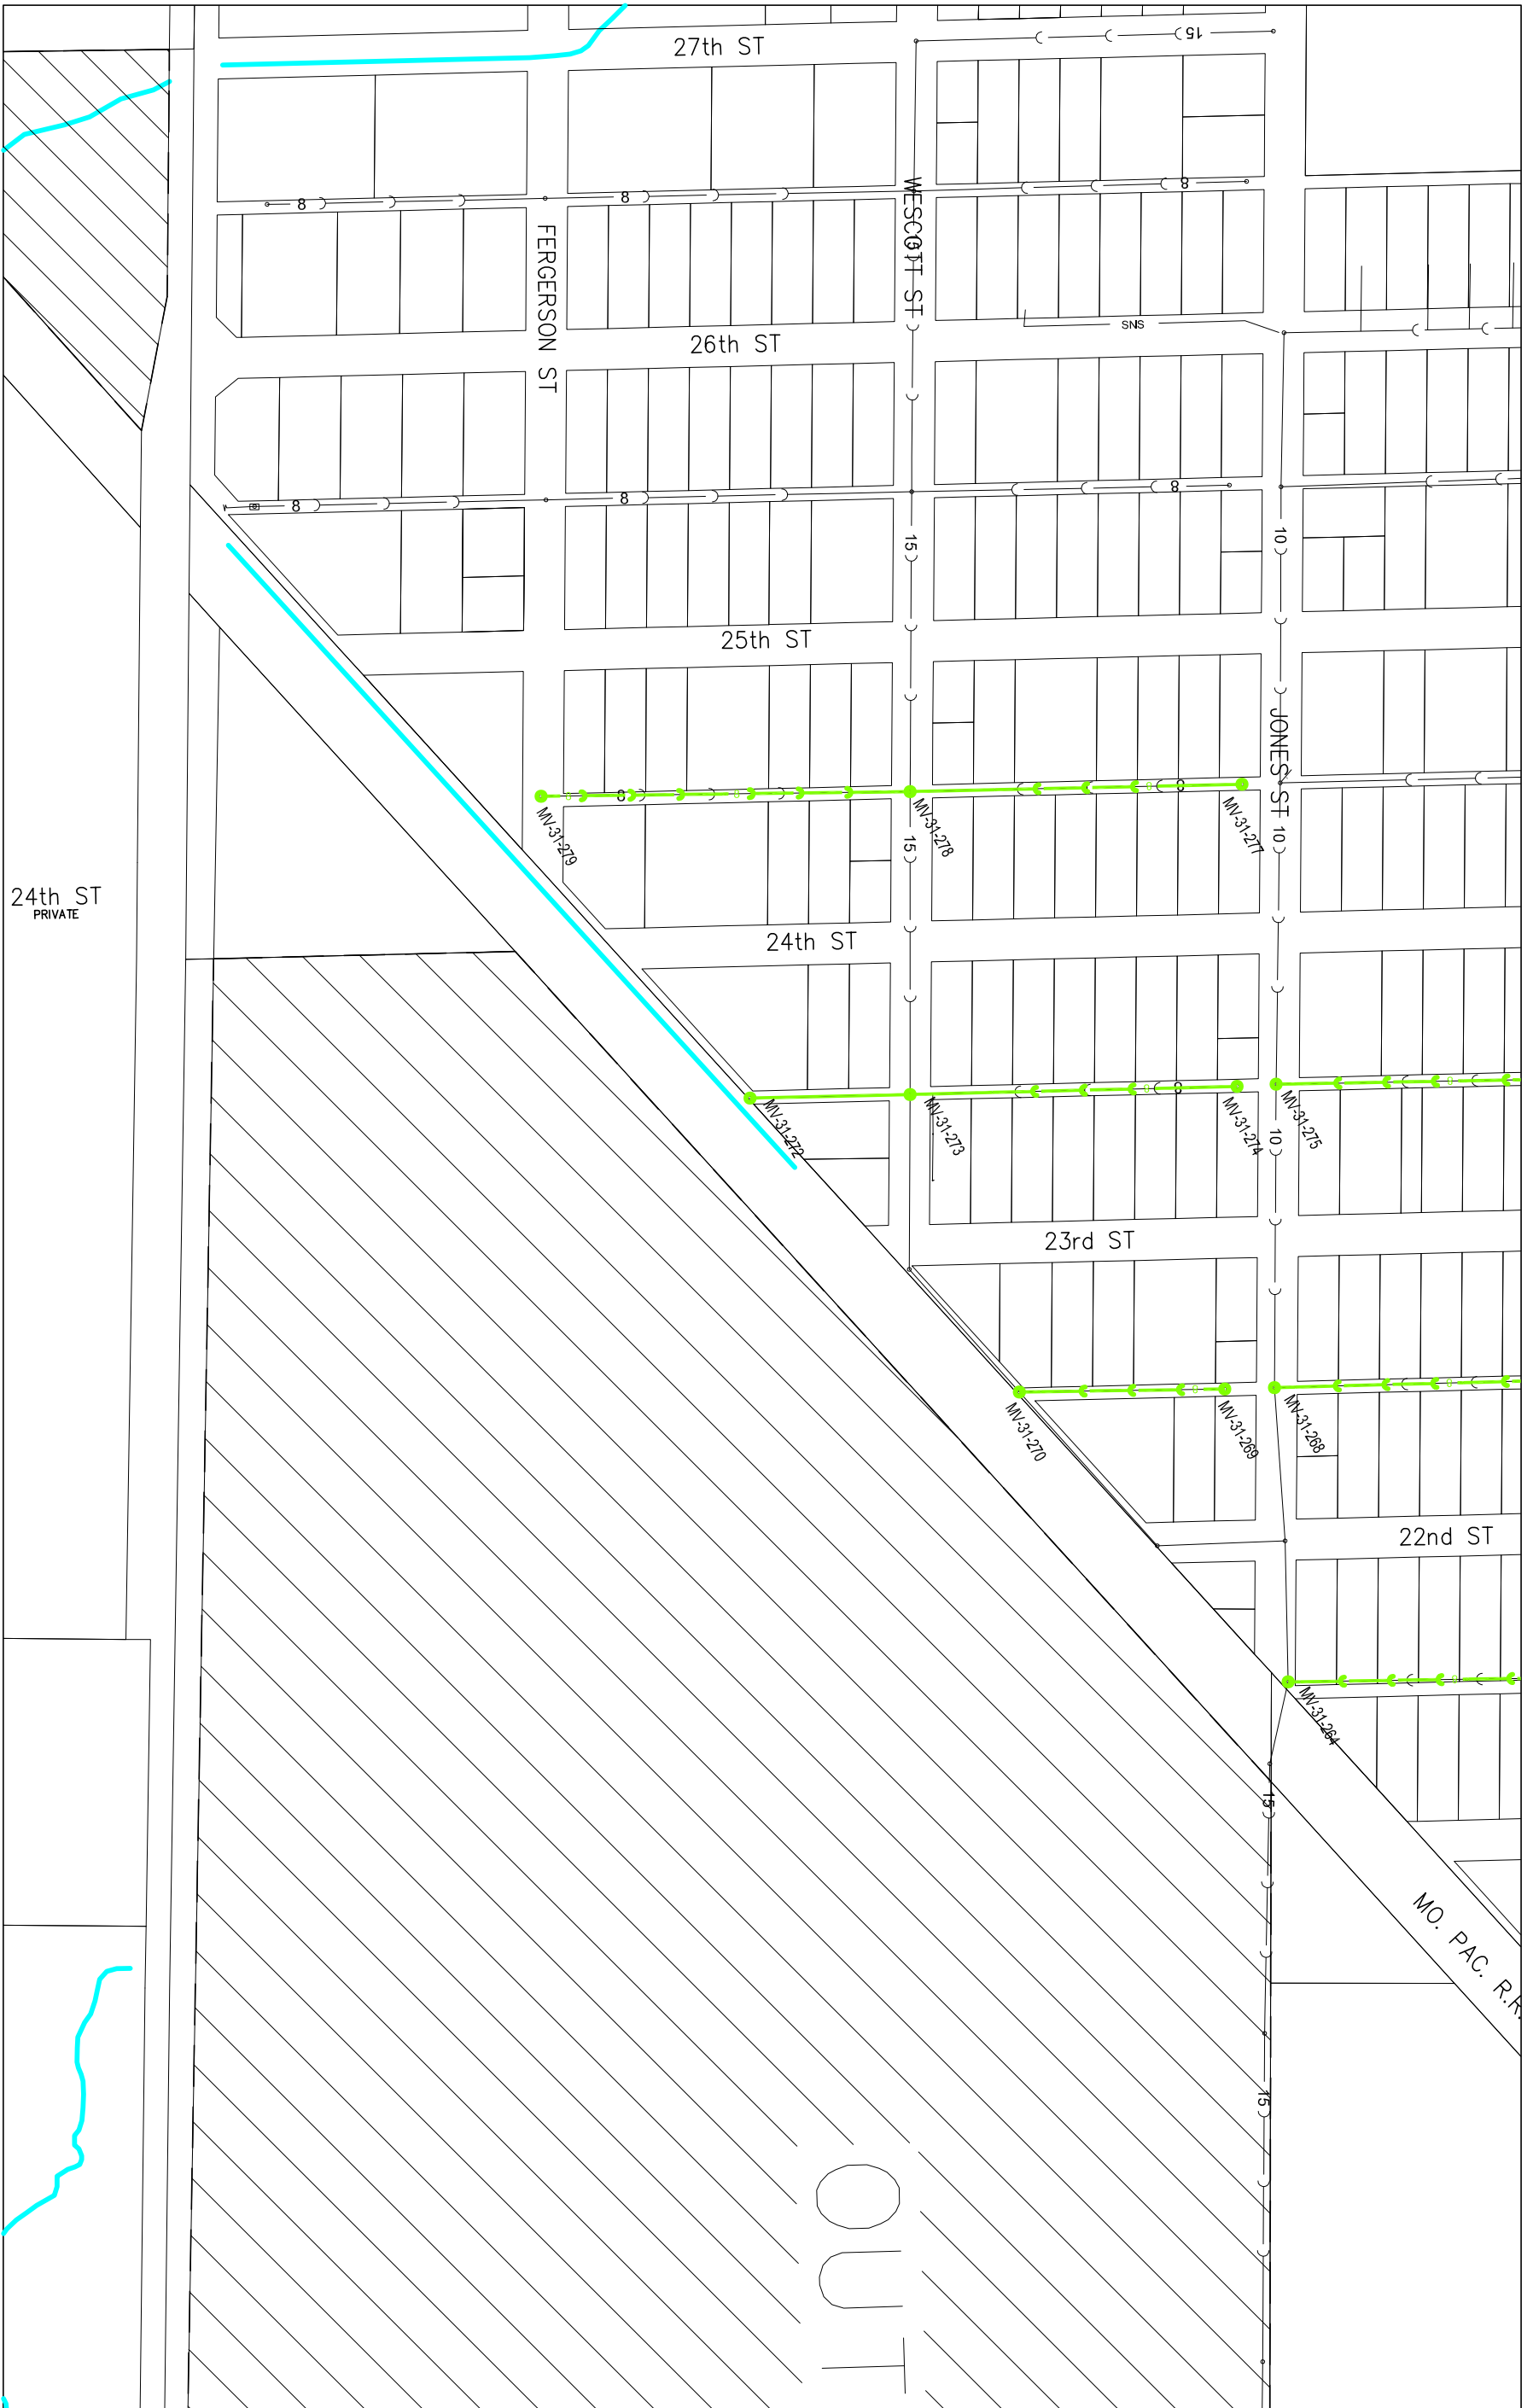 27th ST
15
8
8
8
WESCOTT ST
15
FERGERSON ST
SNS
26th ST
8
8
8
15
10
25th ST
JONES ST
8
8
MV-31-279
MV-31-278
MV-31-277
15
10
24th ST
PRIVATE
24th ST
8
MV-31-272
MV-31-273
MV-31-274
MV-31-275
10
23rd ST
MV-31-270
MV-31-269
MV-31-268
22nd ST
MV-31-264
15
MO. PAC. R.R.
15
OUT